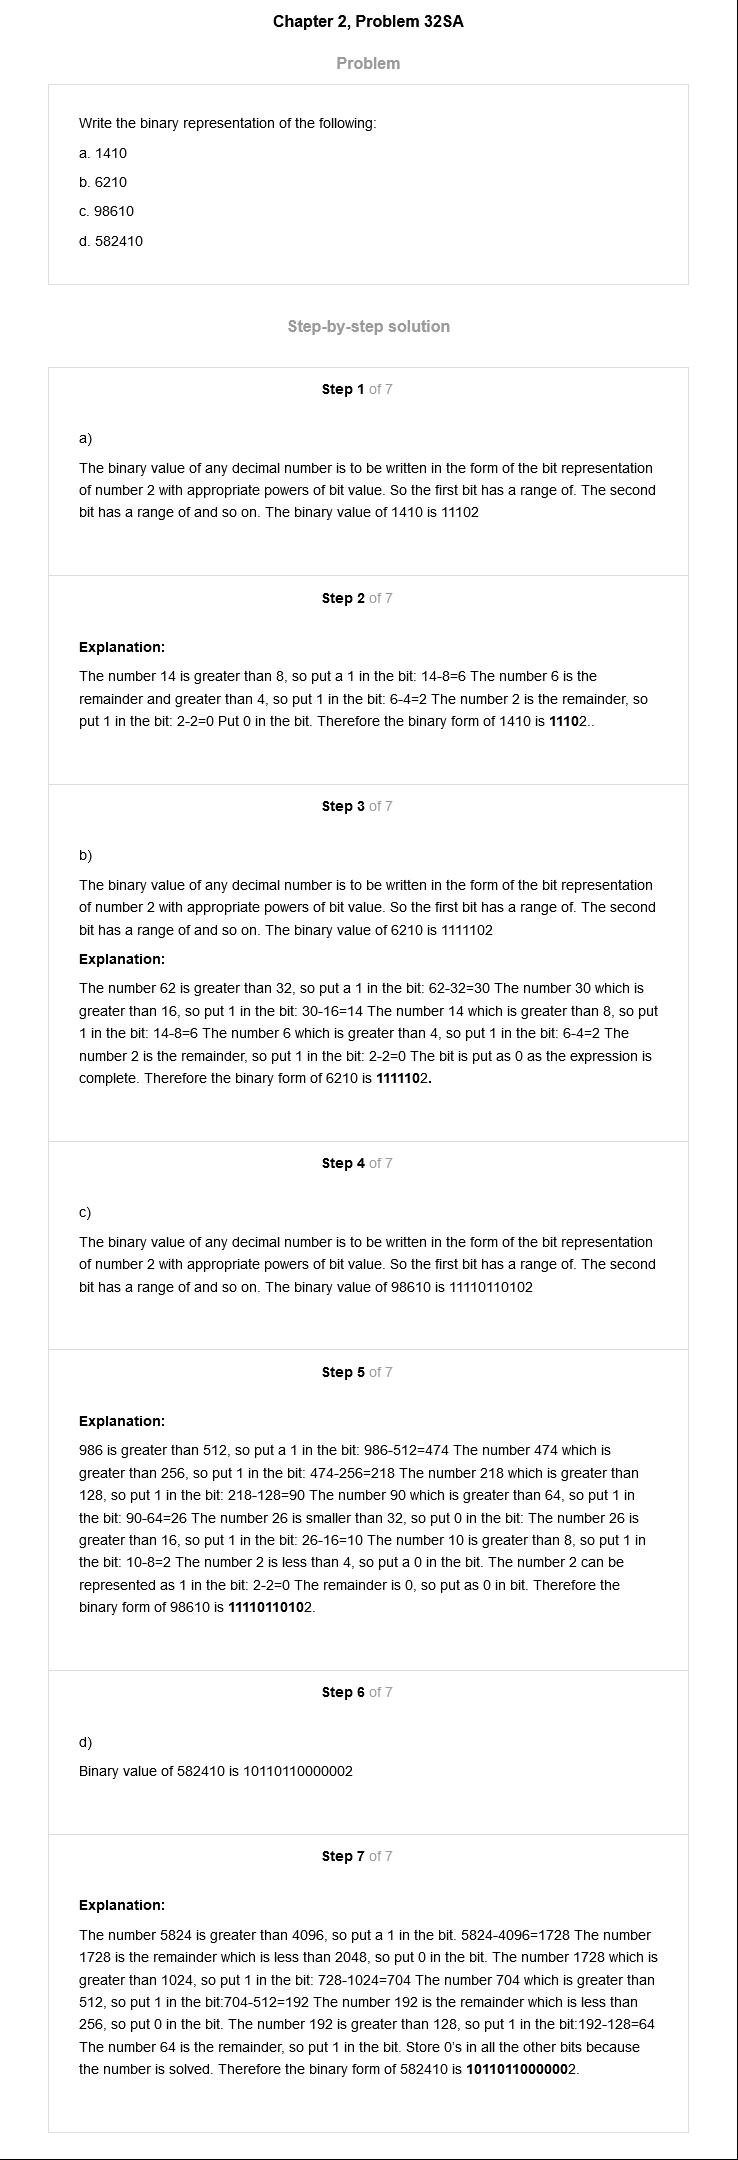 Chapter 2, Problem 32SA
Problem
Write the binary representation of the following:
a. 1410
b. 6210
c. 98610
d. 582410
Step-by-step solution
Step 1 of 7
a)
The binary value of any decimal number is to be written in the form of the bit representation
of number 2 with appropriate powers of bit value. So the first bit has a range of. The second
bit has a range of and so on. The binary value of 1410 is 11102
Step 2 of 7
Explanation:
The number 14 is greater than 8, so put a 1 in the bit: 14-8=6 The number 6 is the
remainder and greater than 4, so put 1 in the bit: 6-4=2 The number 2 is the remainder, so
put 1 in the bit: 2-2=0 Put 0 in the bit. Therefore the binary form of 1410 is 11102..
Step 3 of 7
b)
The binary value of any decimal number is to be written in the form of the bit representation
of number 2 with appropriate powers of bit value. So the first bit has a range of. The second
bit has a range of and so on. The binary value of 6210 is 1111102
Explanation:
The number 62 is greater than 32, so put a 1 in the bit: 62-32=30 The number 30 which is
greater than 16, so put 1 in the bit: 30-16=14 The number 14 which is greater than 8, so put
1 in the bit: 14-8=6 The number 6 which is greater than 4, so put 1 in the bit: 6-4=2 The
number 2 is the remainder, so put 1 in the bit: 2-2=0 The bit is put as 0 as the expression is
complete. Therefore the binary form of 6210 is 1111102.
Step 4 of 7
c)
The binary value of any decimal number is to be written in the form of the bit representation
of number 2 with appropriate powers of bit value. So the first bit has a range of. The second
bit has a range of and so on. The binary value of 98610 is 11110110102
Step 5 of 7
Explanation:
986 is greater than 512, so put a 1 in the bit: 986-512=474 The number 474 which is
greater than 256, so put 1 in the bit: 474-256=218 The number 218 which is greater than
128, so put 1 in the bit: 218-128=90 The number 90 which is greater than 64, so put 1 in
the bit: 90-64=26 The number 26 is smaller than 32, so put 0 in the bit: The number 26 is
greater than 16, so put 1 in the bit: 26-16=10 The number 10 is greater than 8, so put 1 in
the bit: 10-8=2 The number 2 is less than 4, so put a 0 in the bit. The number 2 can be
represented as 1 in the bit: 2-2=0 The remainder is 0, so put as 0 in bit. Therefore the
binary form of 98610 is 11110110102.
Step 6 of 7
d)
Binary value of 582410 is 10110110000002
Step 7 of 7
Explanation:
The number 5824 is greater than 4096, so put a 1 in the bit. 5824-4096=1728 The number
1728 is the remainder which is less than 2048, so put 0 in the bit. The number 1728 which is
greater than 1024, so put 1 in the bit: 728-1024=704 The number 704 which is greater than
512, so put 1 in the bit:704-512=192 The number 192 is the remainder which is less than
256, so put 0 in the bit. The number 192 is greater than 128, so put 1 in the bit:192-128=64
The number 64 is the remainder, so put 1 in the bit. Store 0's in all the other bits because
the number is solved. Therefore the binary form of 582410 is 10110110000002.